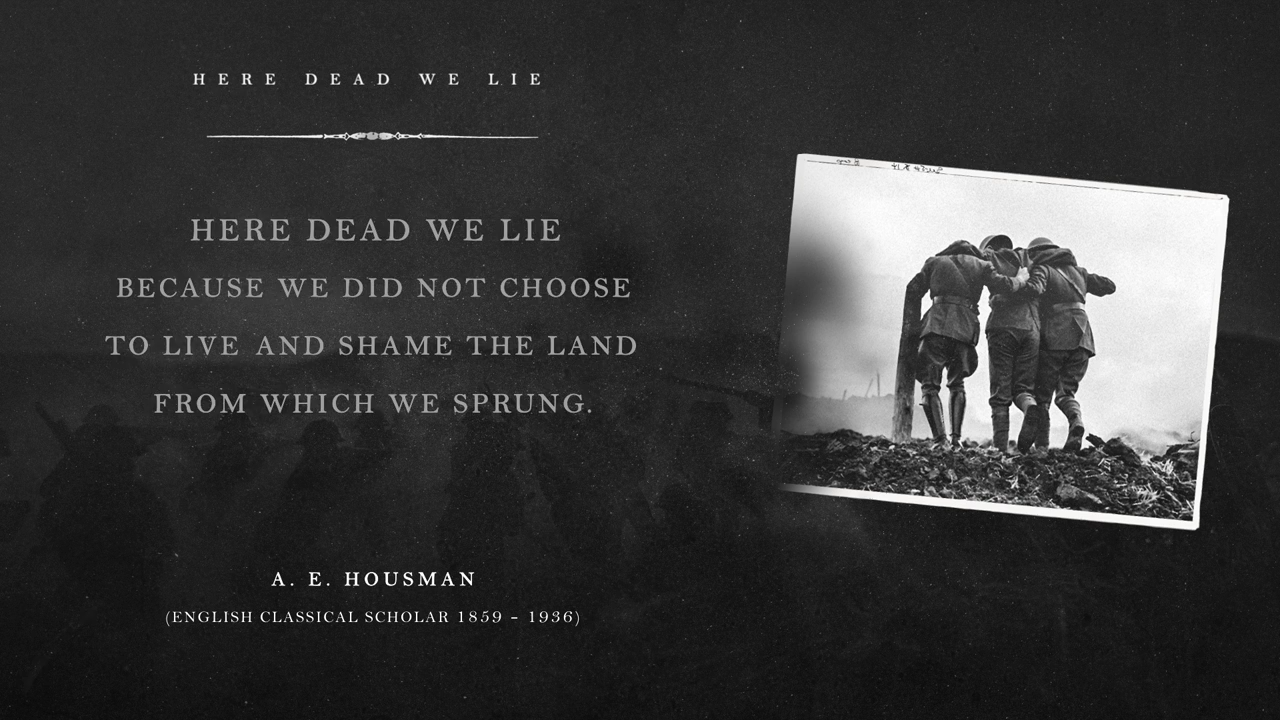 HERE DEAD WE LIE
HERE DEAD WE LIE
BECAUSE WE DID NOT CHOOSE
TO LIVE AND SHAME THE LAND
FROM WHICH WE SPRUNG.
A. E. HOUSMAN
(ENGLISH CLASSICAL SCHOLAR 1859 – 1936)